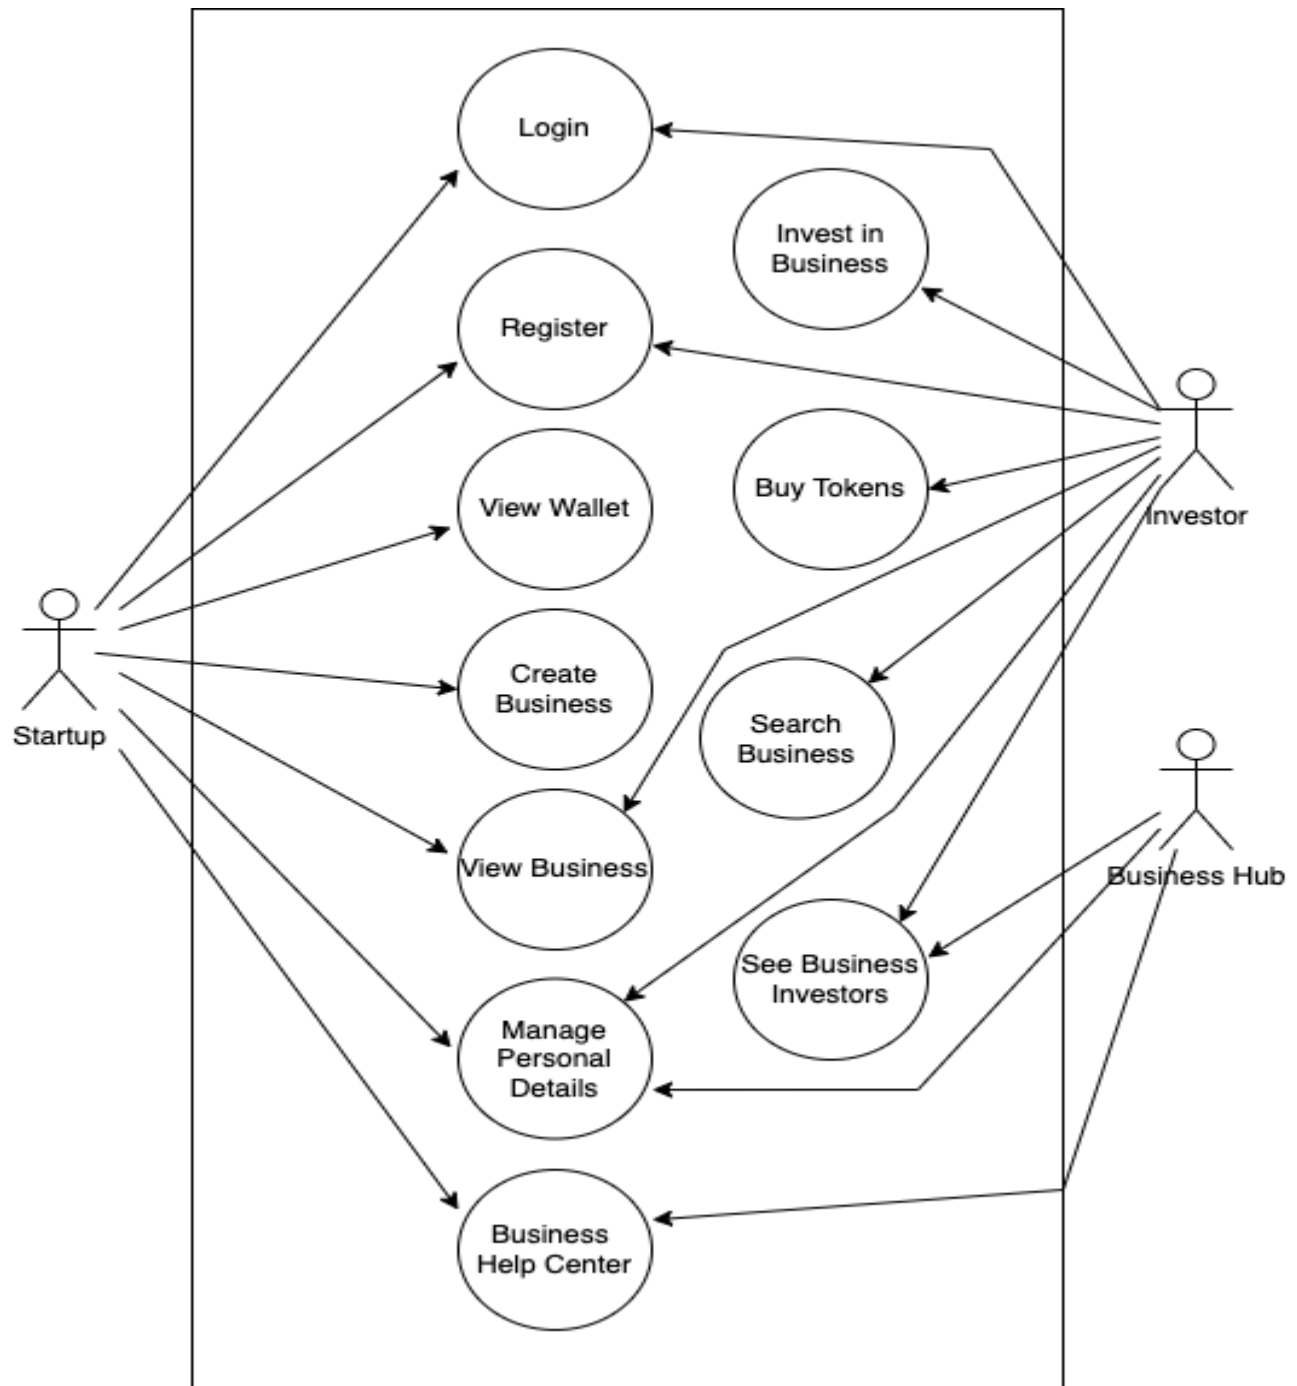 Login
Invest in
Business
Register
Buy Tokens
View Wallet
Investor
Create
Business
Search
Business
Startup
View Business
Business Hub
See Business
Investors
Manage
Personal
Details
Business
Help Center